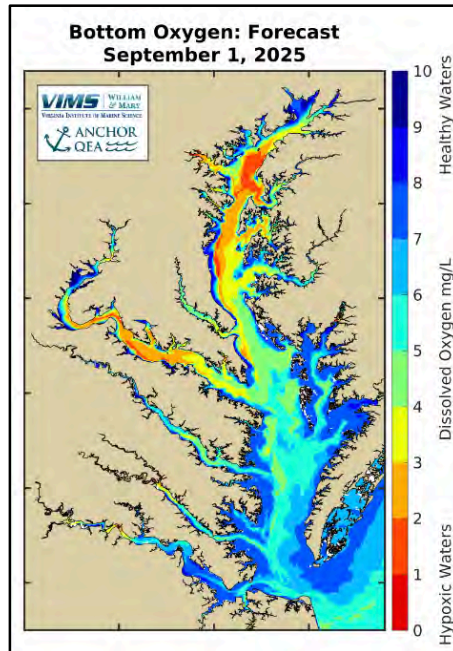 Bottom Oxygen: Forecast
September 1, 2025
VIMS WILLIAM & MARY
VIRGINIA INSTITUTE OF MARINE SCIENCE
ANCHOR
QEA
10
9
8
7
6
5
4
3
2
1
0
Healthy Waters
Dissolved Oxygen mg/L
Hypoxic Waters